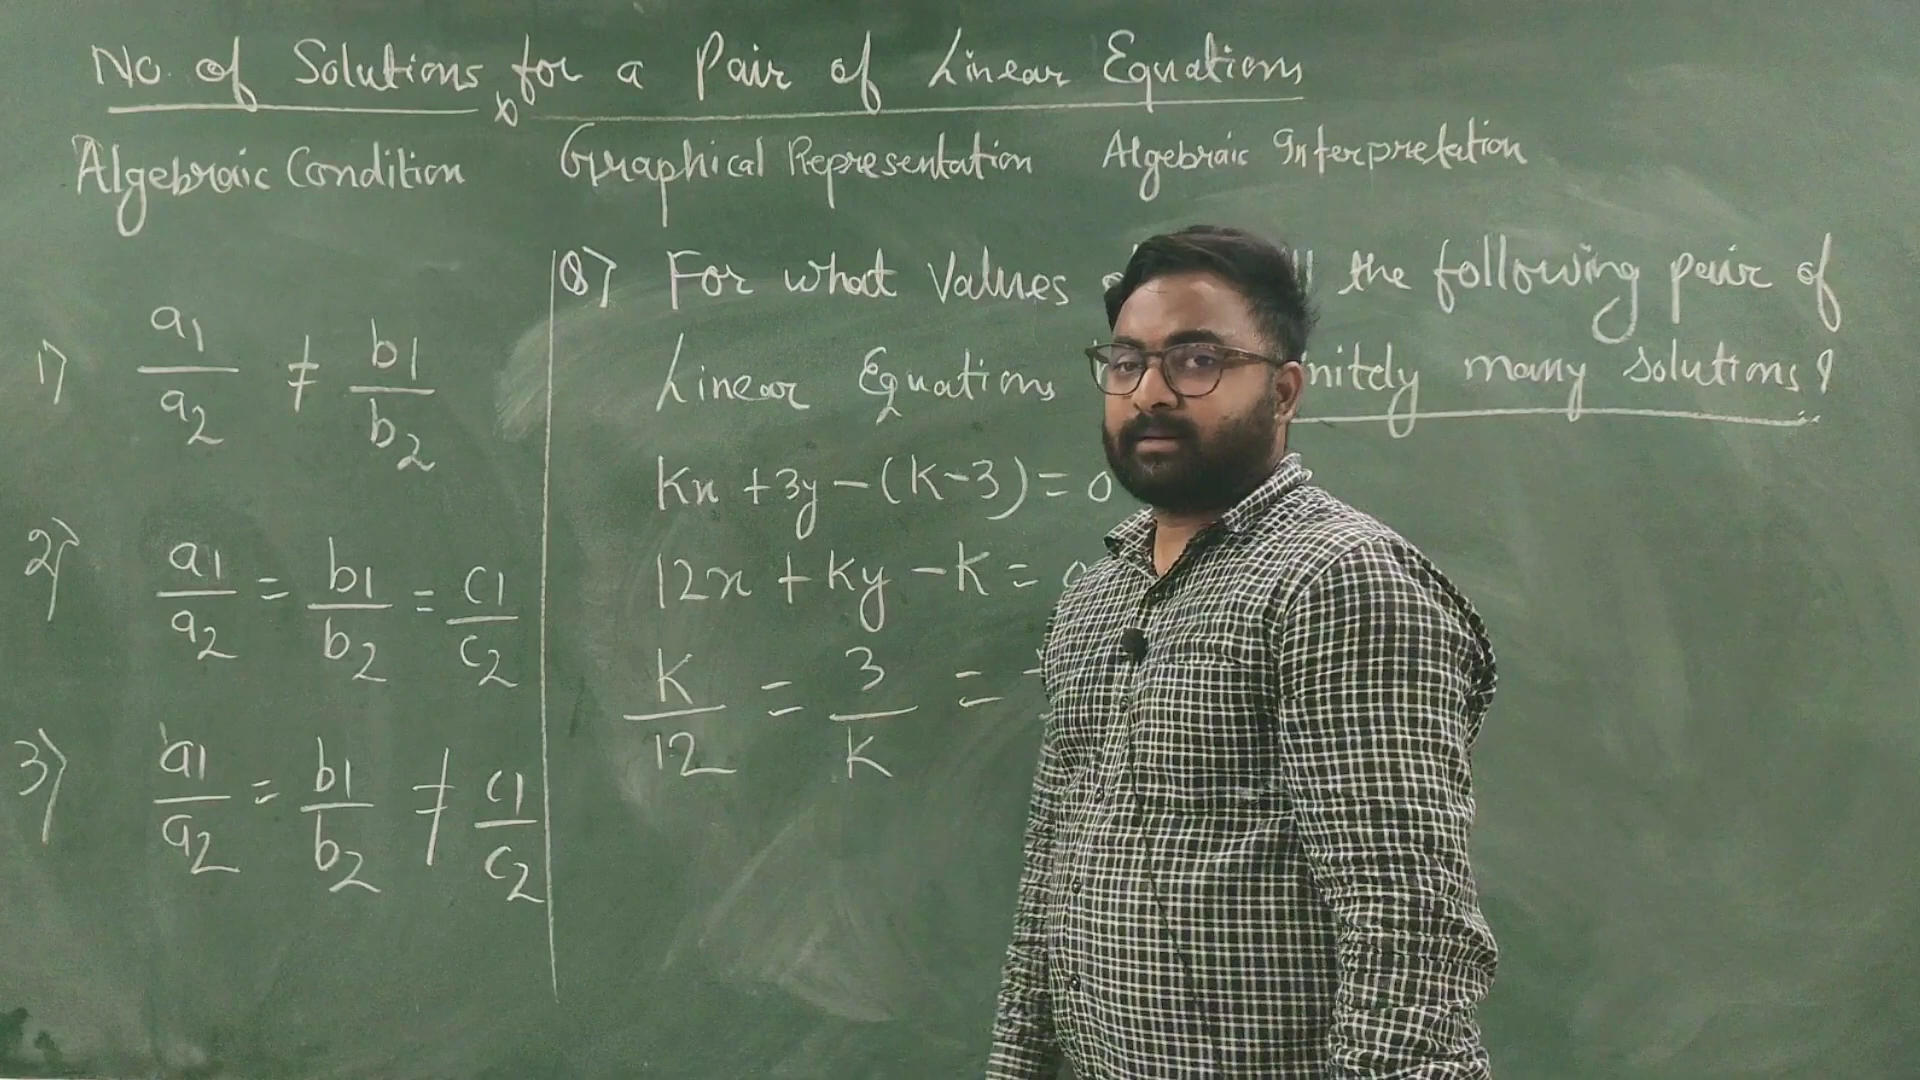 No. of Solutions for a Pair of Linear Equations
Algebraic Condition Graphical Representation Algebraic Interpretation
1) a1/a2 ≠ b1/b2
2) a1/a2 = b1/b2 = c1/c2
3) a1/a2 = b1/b2 ≠ c1/c2
Q) For what values the following pair of
Linear Equations many solutions?
Kx + 3y - (K-3) = 0
12x + Ky - K =
K/12 = 3/K =